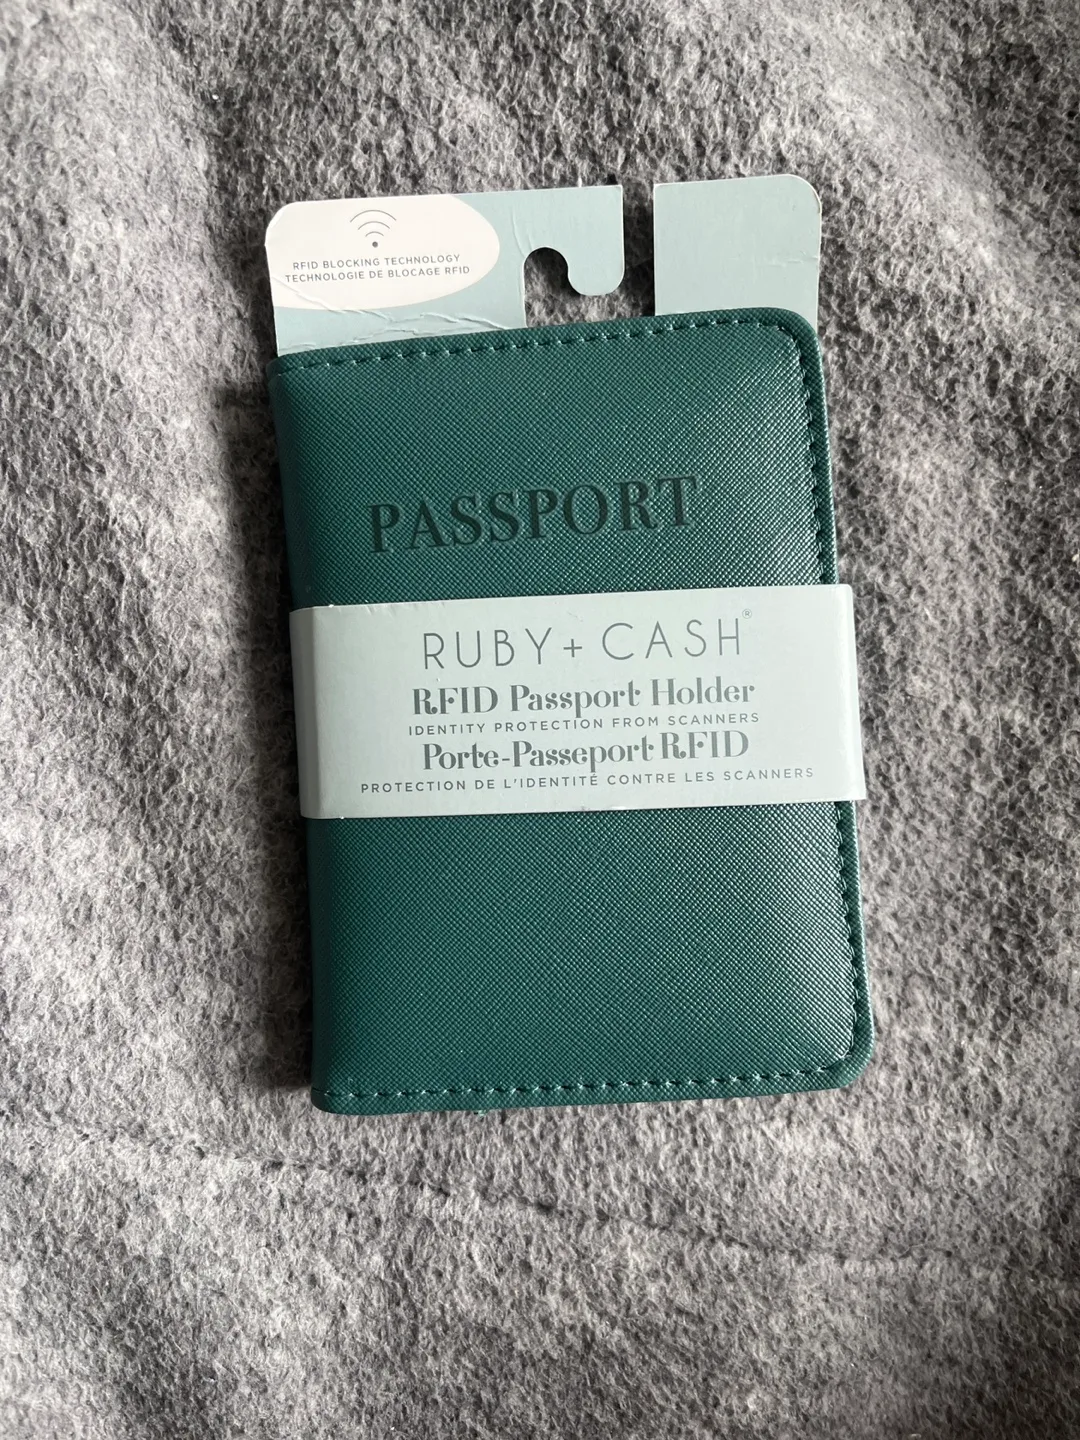 RFID BLOCKING TECHNOLOGY
TECHNOLOGIE DE BLOCAGE RFID
PASSPORT
RUBY + CASH®
RFID Passport Holder
IDENTITY PROTECTION FROM SCANNERS
Porte-Passeport RFID
PROTECTION DE L'IDENTITÉ CONTRE LES SCANNERS